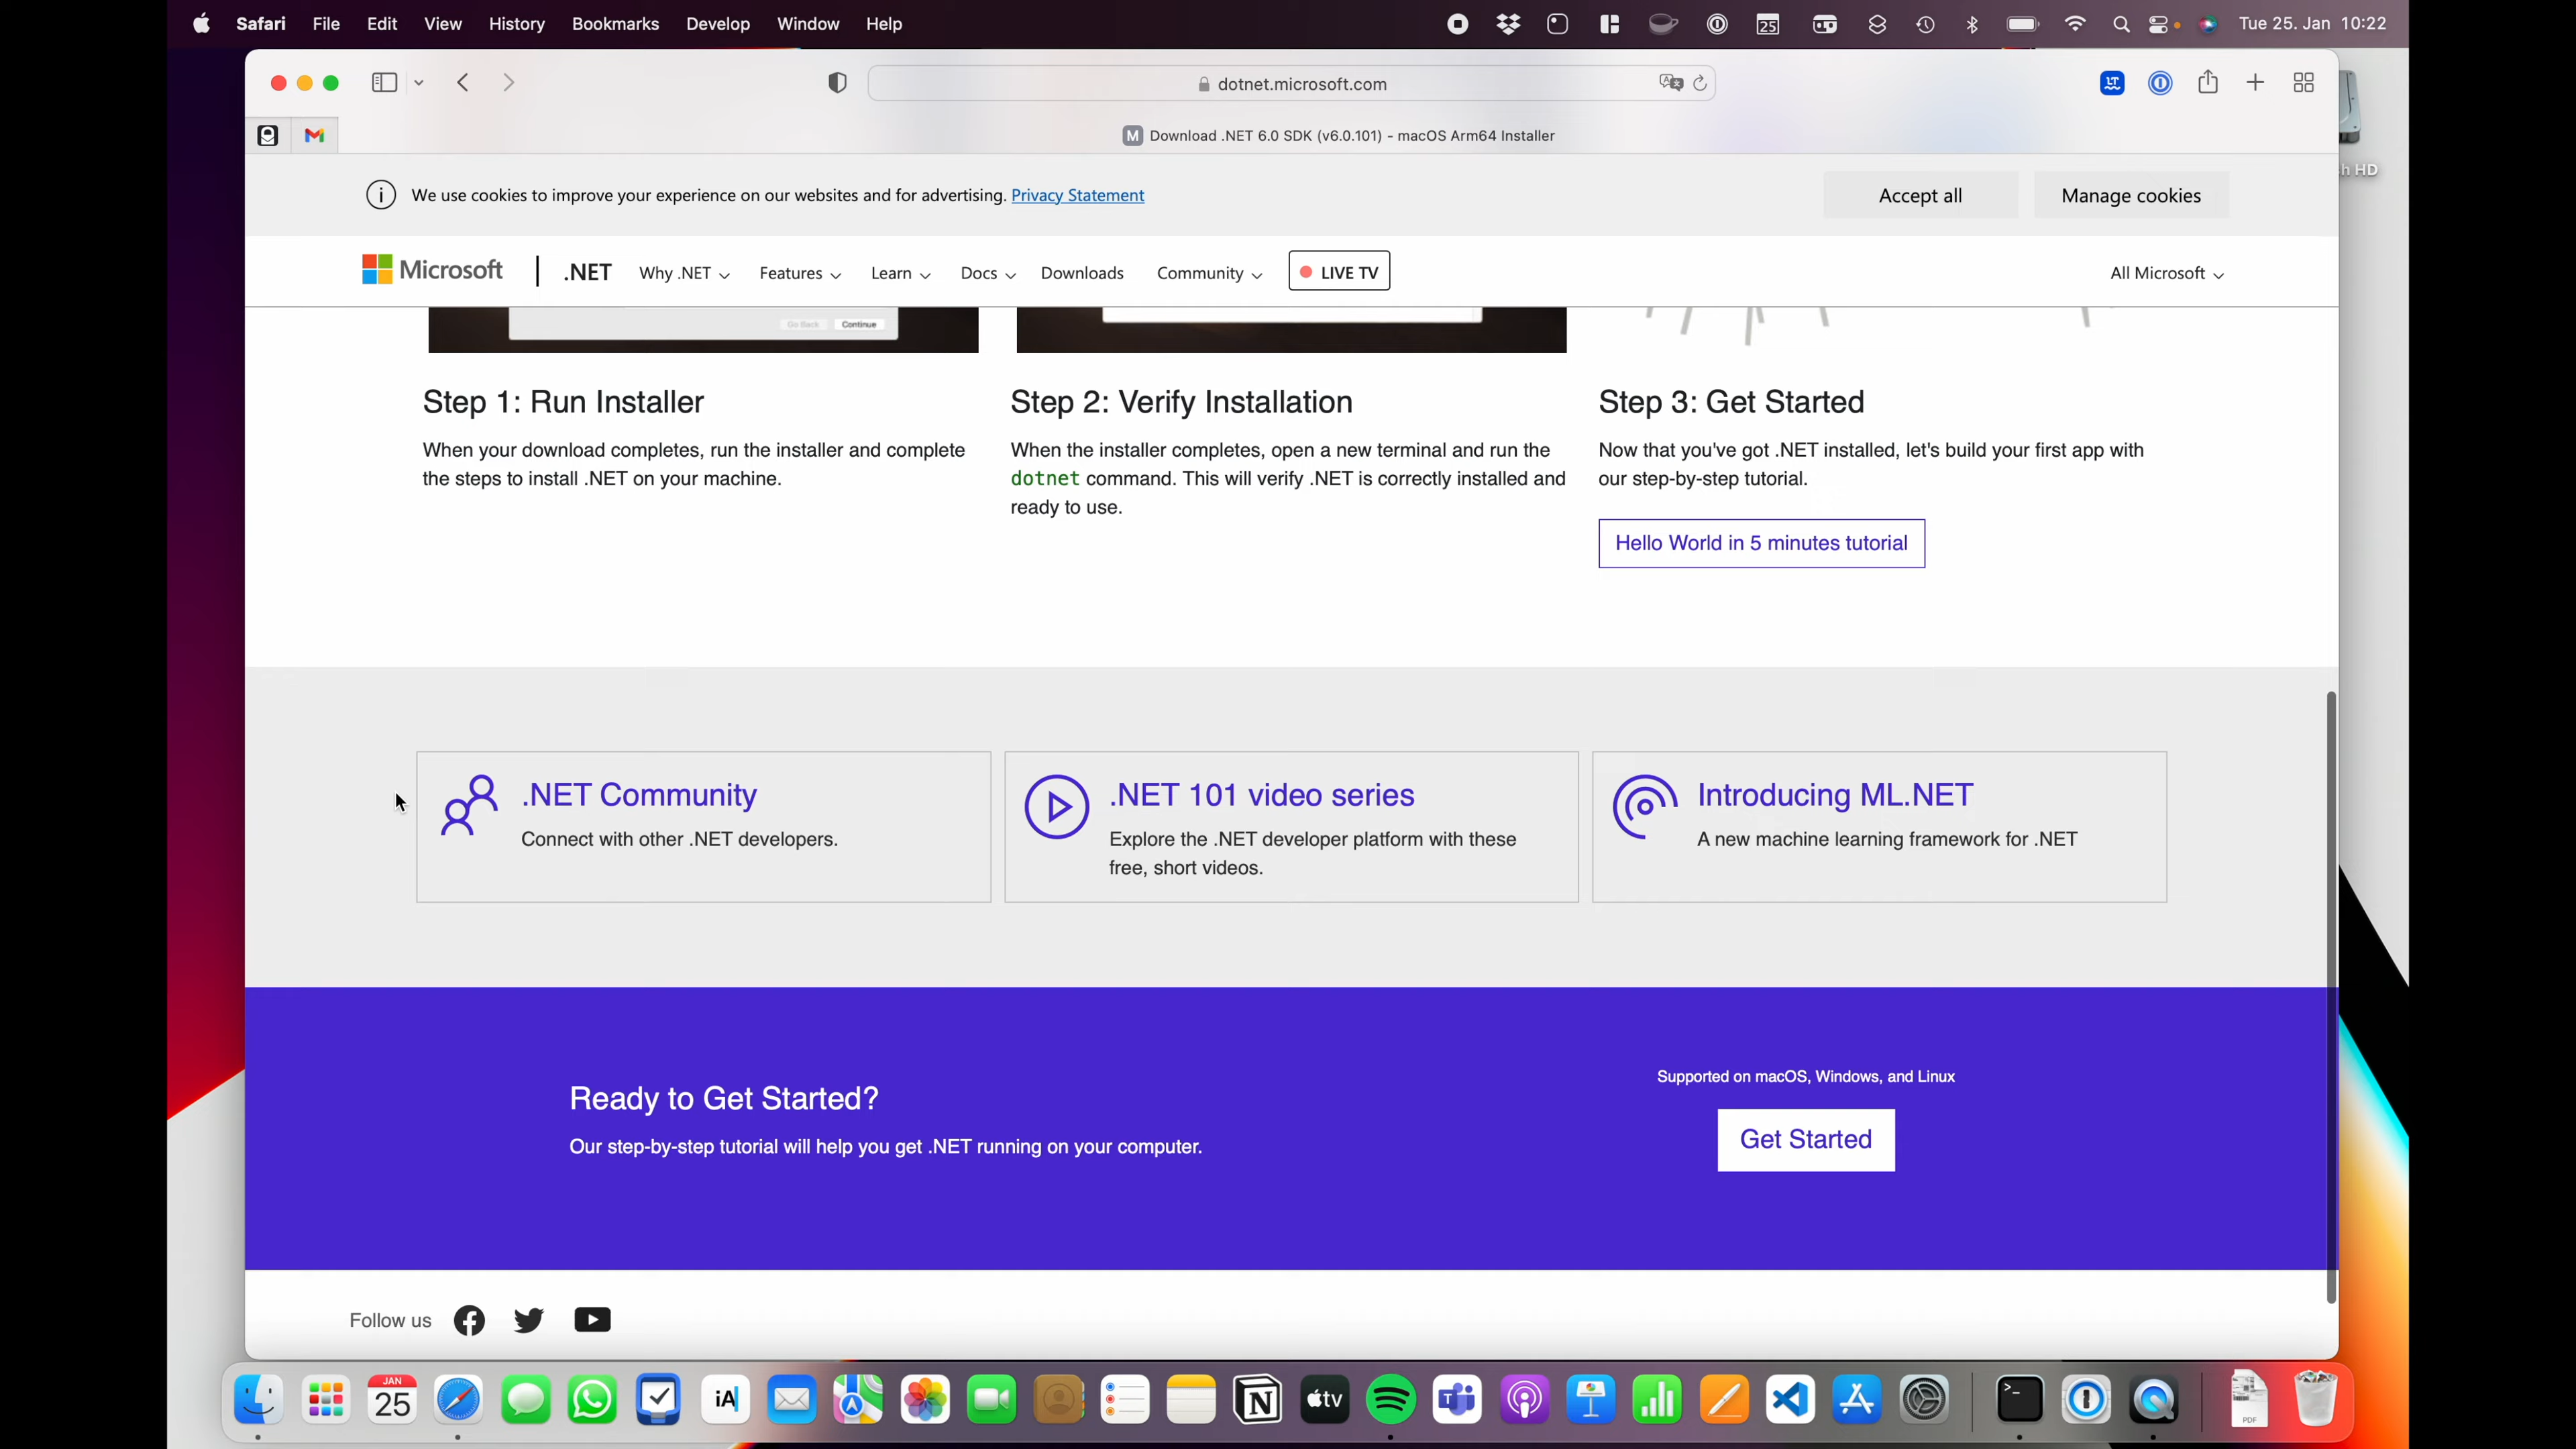 Safari File Edit View History Bookmarks Develop Window Help
25
Tue 25. Jan 10:22
dotnet.microsoft.com
Download .NET 6.0 SDK (v6.0.101) - macOS Arm64 Installer
We use cookies to improve your experience on our websites and for advertising. Privacy Statement
Accept all
Manage cookies
Microsoft
.NET
Why .NET
Features
Learn
Docs
Downloads
Community
LIVE TV
All Microsoft
Go Back Continue
Step 1: Run Installer
When your download completes, run the installer and complete
the steps to install .NET on your machine.
Step 2: Verify Installation
When the installer completes, open a new terminal and run the
dotnet command. This will verify .NET is correctly installed and
ready to use.
Step 3: Get Started
Now that you've got .NET installed, let's build your first app with
our step-by-step tutorial.
Hello World in 5 minutes tutorial
.NET Community
Connect with other .NET developers.
.NET 101 video series
Explore the .NET developer platform with these
free, short videos.
Introducing ML.NET
A new machine learning framework for .NET
Ready to Get Started?
Our step-by-step tutorial will help you get .NET running on your computer.
Supported on macOS, Windows, and Linux
Get Started
Follow us
JAN
25
iA
tv
PDF